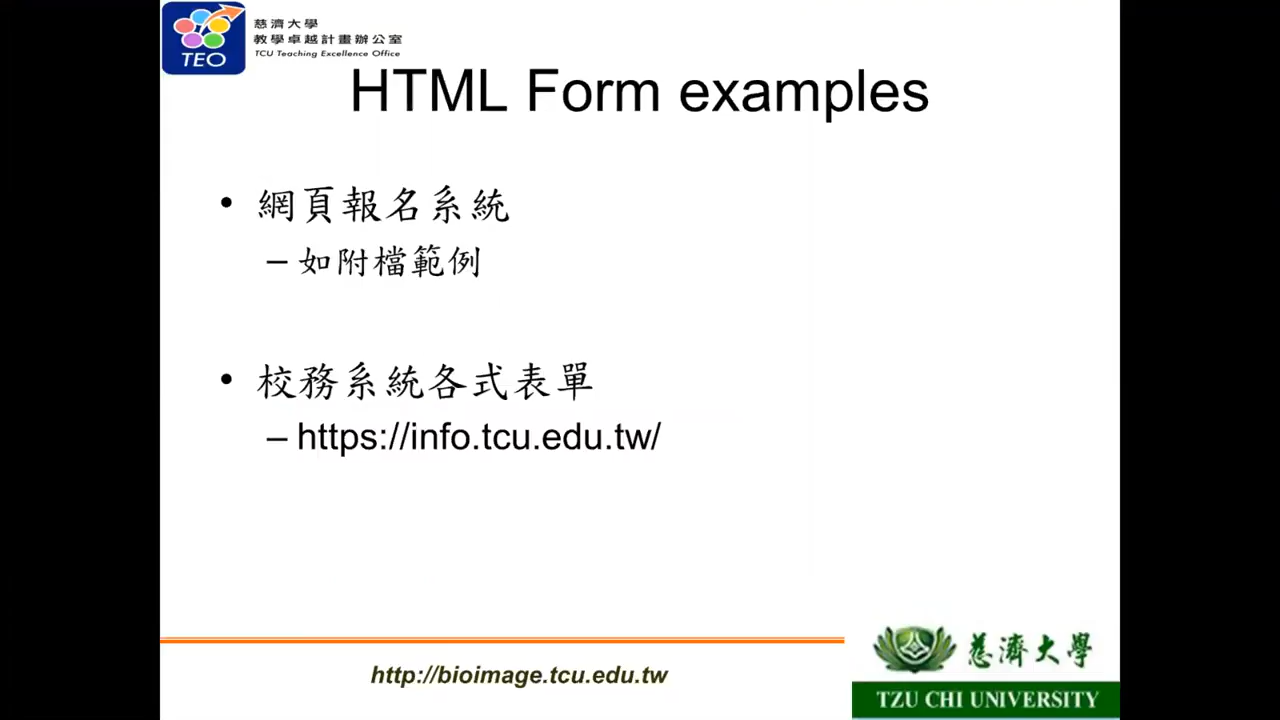 慈濟大學
教學卓越計畫辦公室
TCU Teaching Excellence Office
TEO
HTML Form examples
• 網頁報名系統
– 如附檔範例
• 校務系統各式表單
– https://info.tcu.edu.tw/
http://bioimage.tcu.edu.tw
慈濟大學
TZU CHI UNIVERSITY